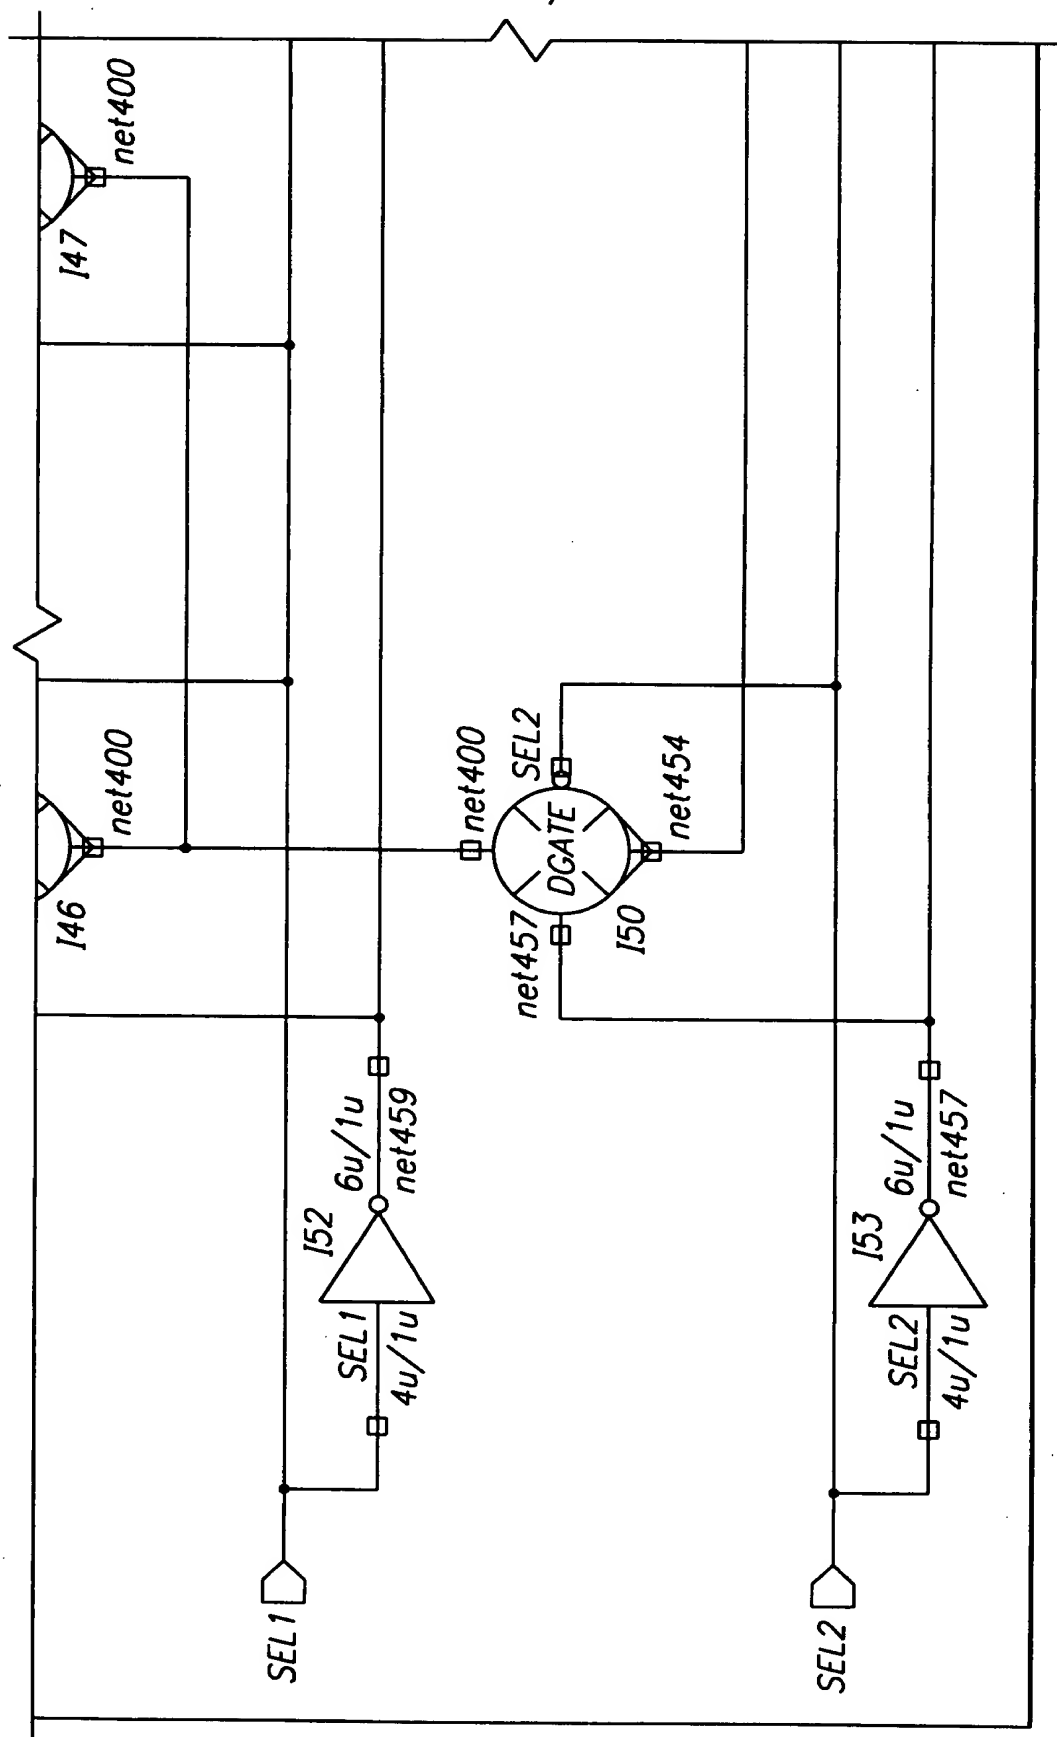 I47
net400
I46
net400
net400
SEL2
DGATE
net457
I50
net454
SEL1
SEL1
4u/1u
I52
6u/1u
net459
SEL2
SEL2
4u/1u
I53
6u/1u
net457